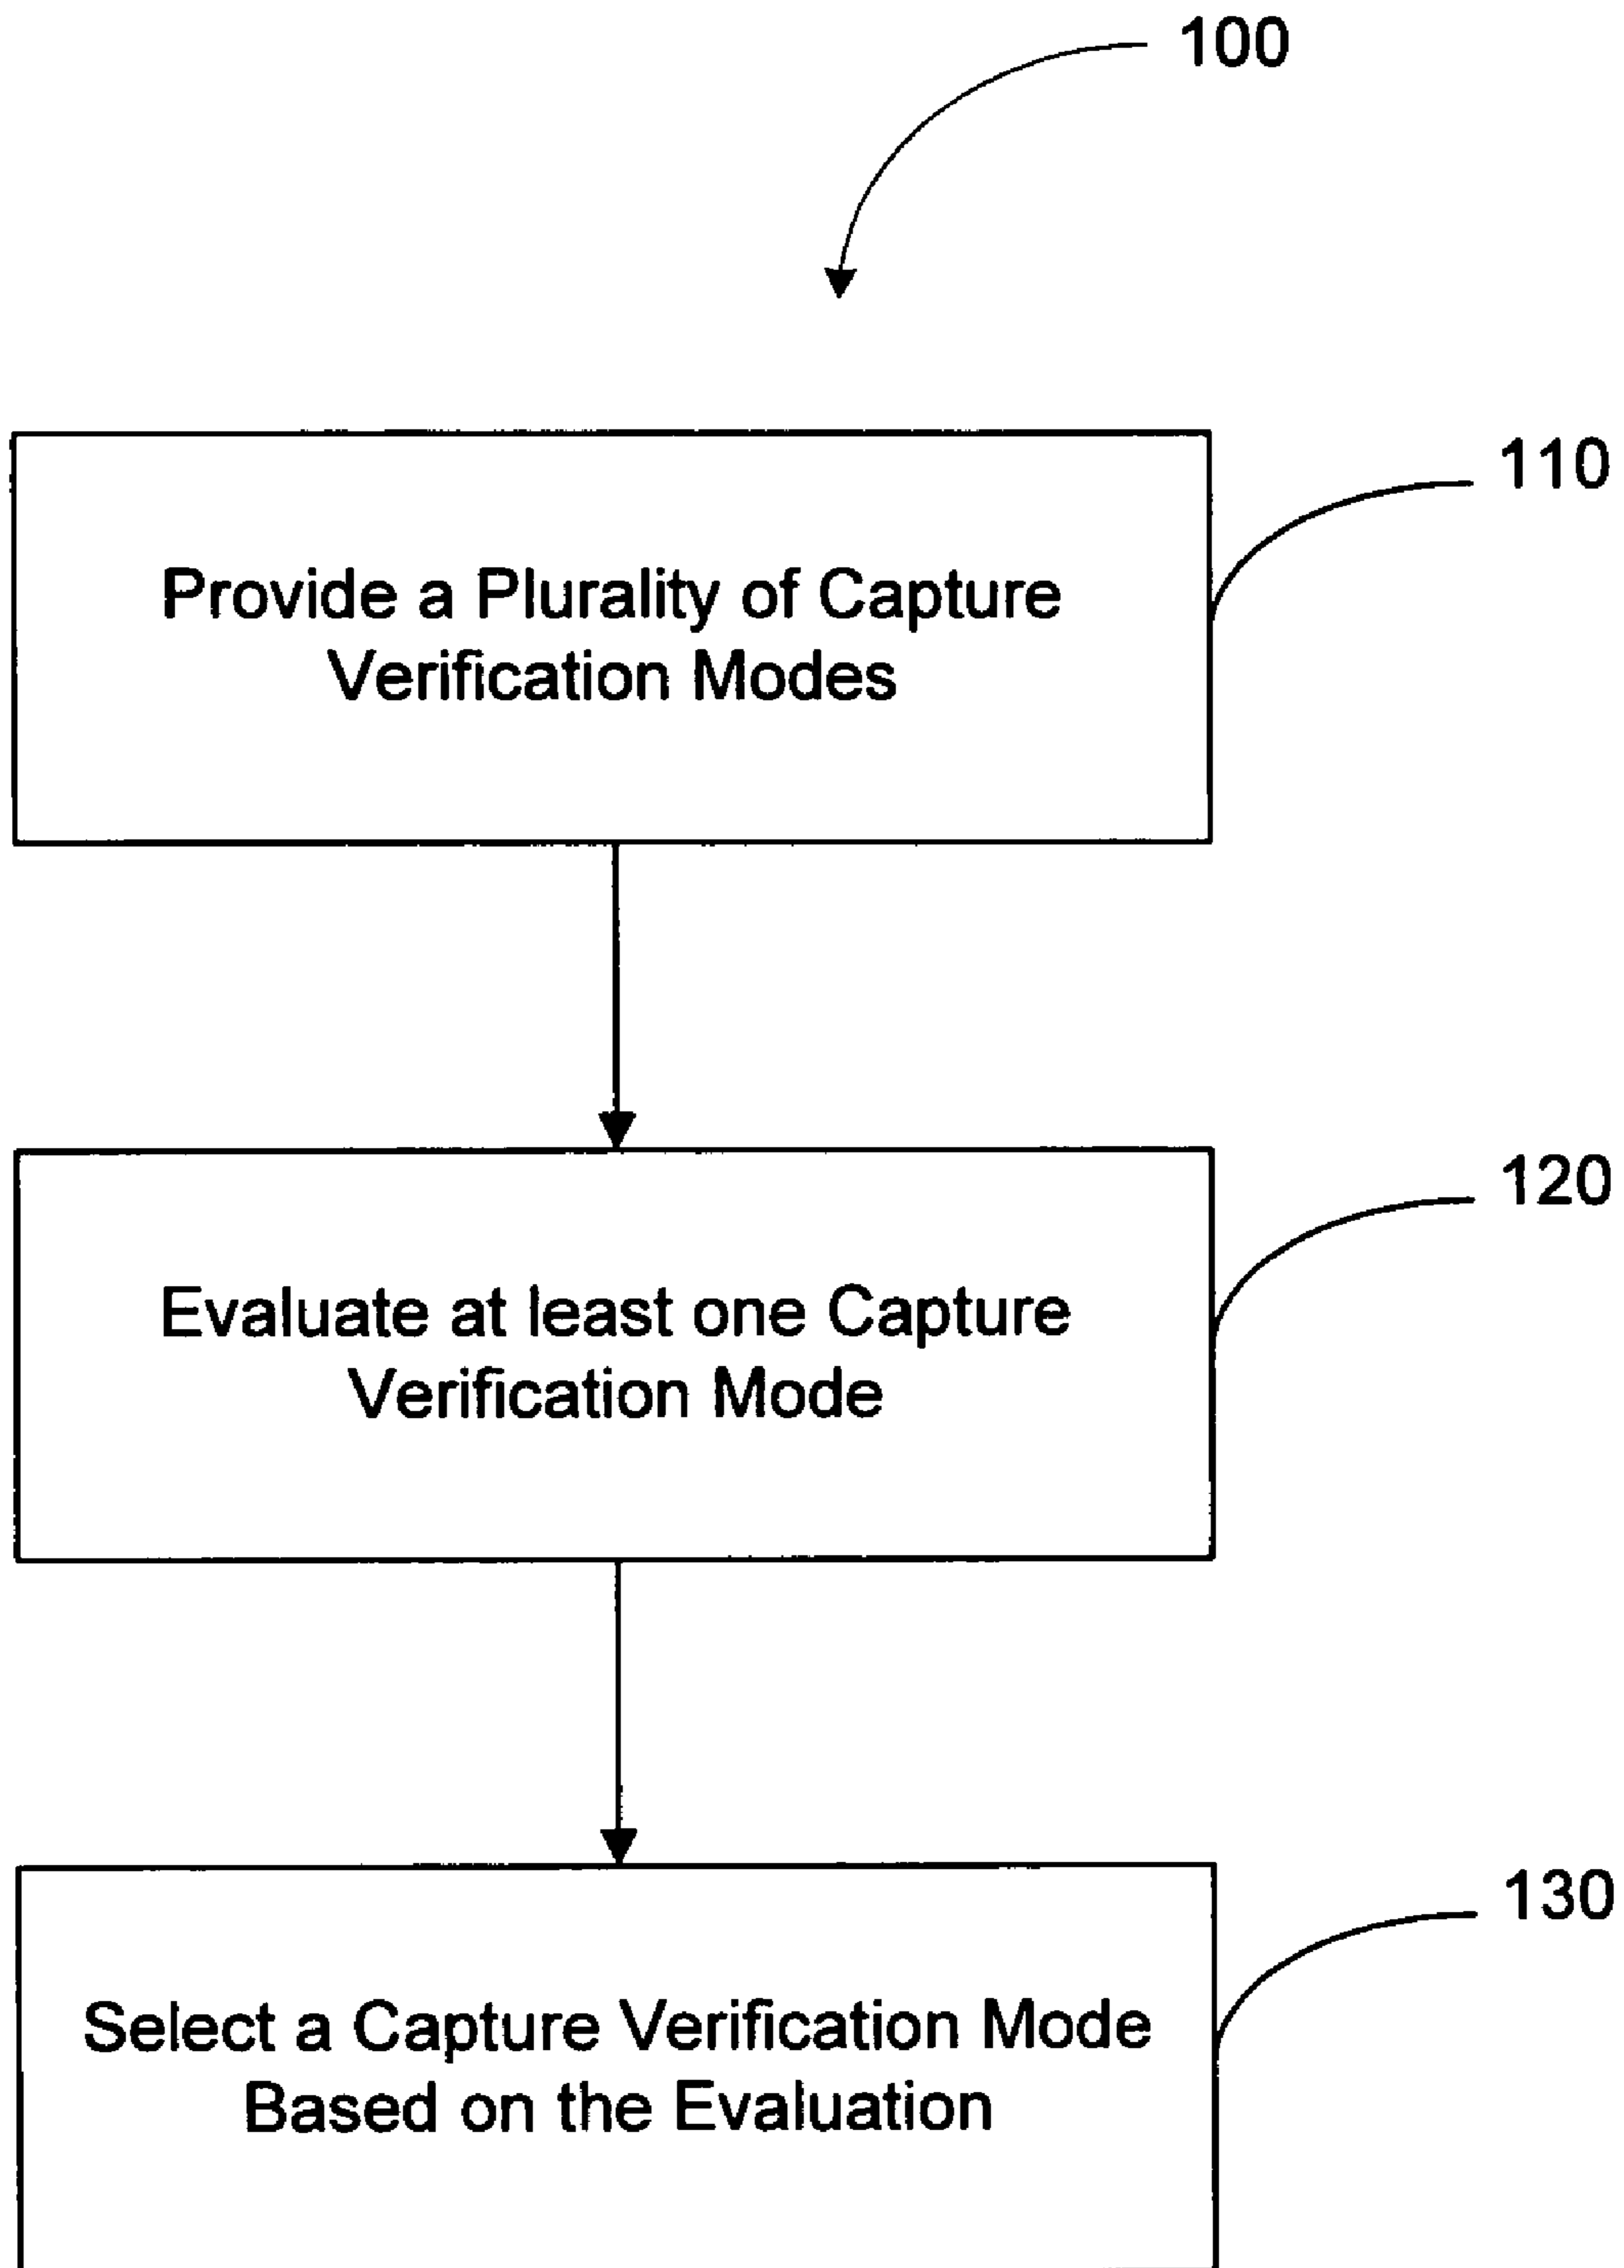 100
110
Provide a Plurality of Capture
Verification Modes
120
Evaluate at least one Capture
Verification Mode
130
Select a Capture Verification Mode
Based on the Evaluation